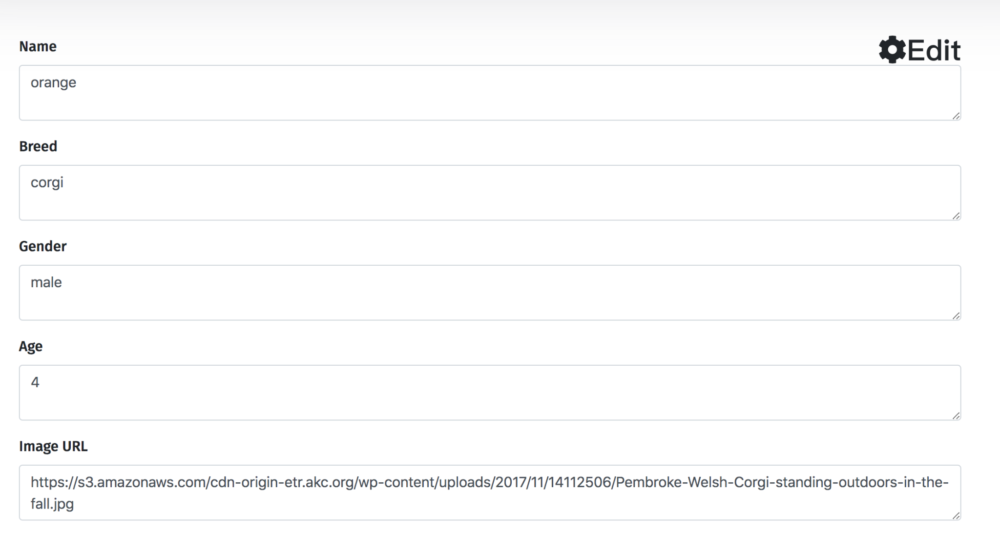 Name
Edit
orange
Breed
corgi
Gender
male
Age
4
Image URL
https://s3.amazonaws.com/cdn-origin-etr.akc.org/wp-content/uploads/2017/11/14112506/Pembroke-Welsh-Corgi-standing-outdoors-in-the-
fall.jpg